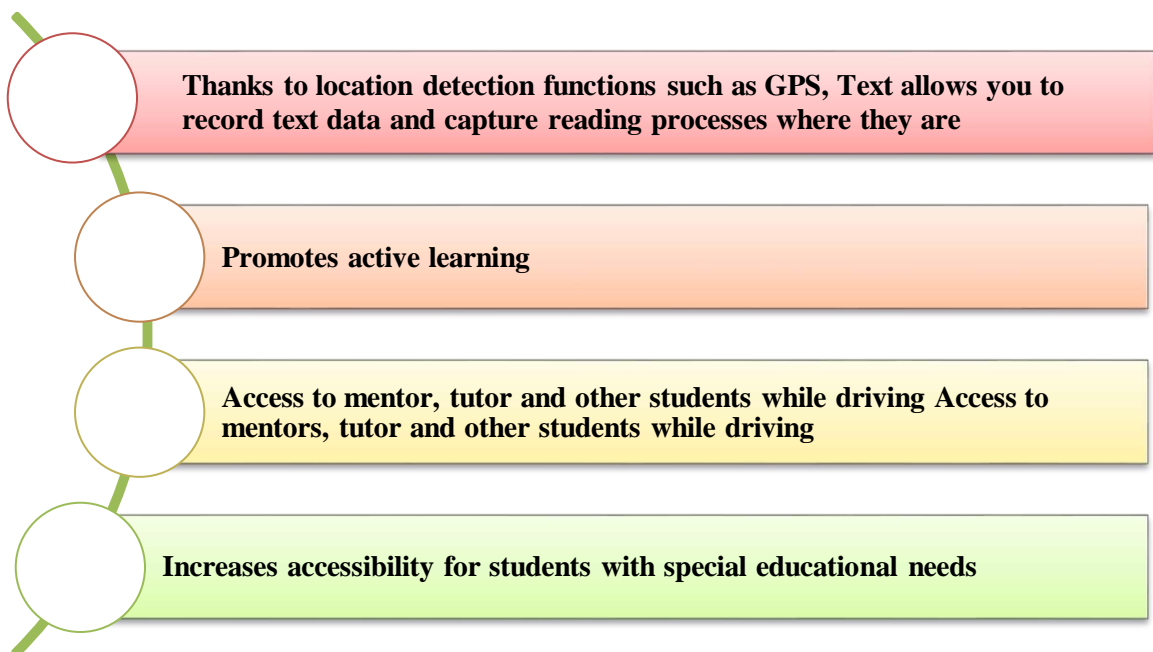 Thanks to location detection functions such as GPS, Text allows you to
record text data and capture reading processes where they are
Promotes active learning
Access to mentor, tutor and other students while driving Access to
mentors, tutor and other students while driving
Increases accessibility for students with special educational needs